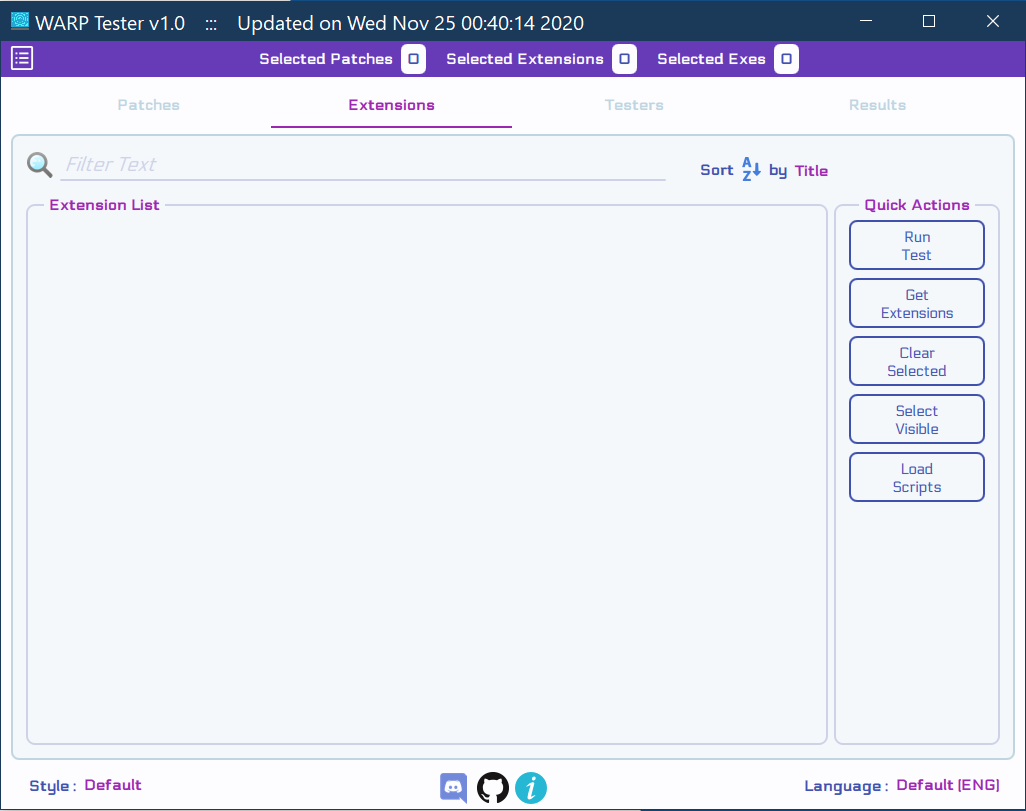 WARP Tester v1.0 ::: Updated on Wed Nov 25 00:40:14 2020
Selected Patches 0 Selected Extensions 0 Selected Exes 0
Patches Extensions Testers Results
Filter Text
Sort A Z by Title
Extension List
Quick Actions
Run
Test
Get
Extensions
Clear
Selected
Select
Visible
Load
Scripts
Style : Default
i
Language : Default (ENG)